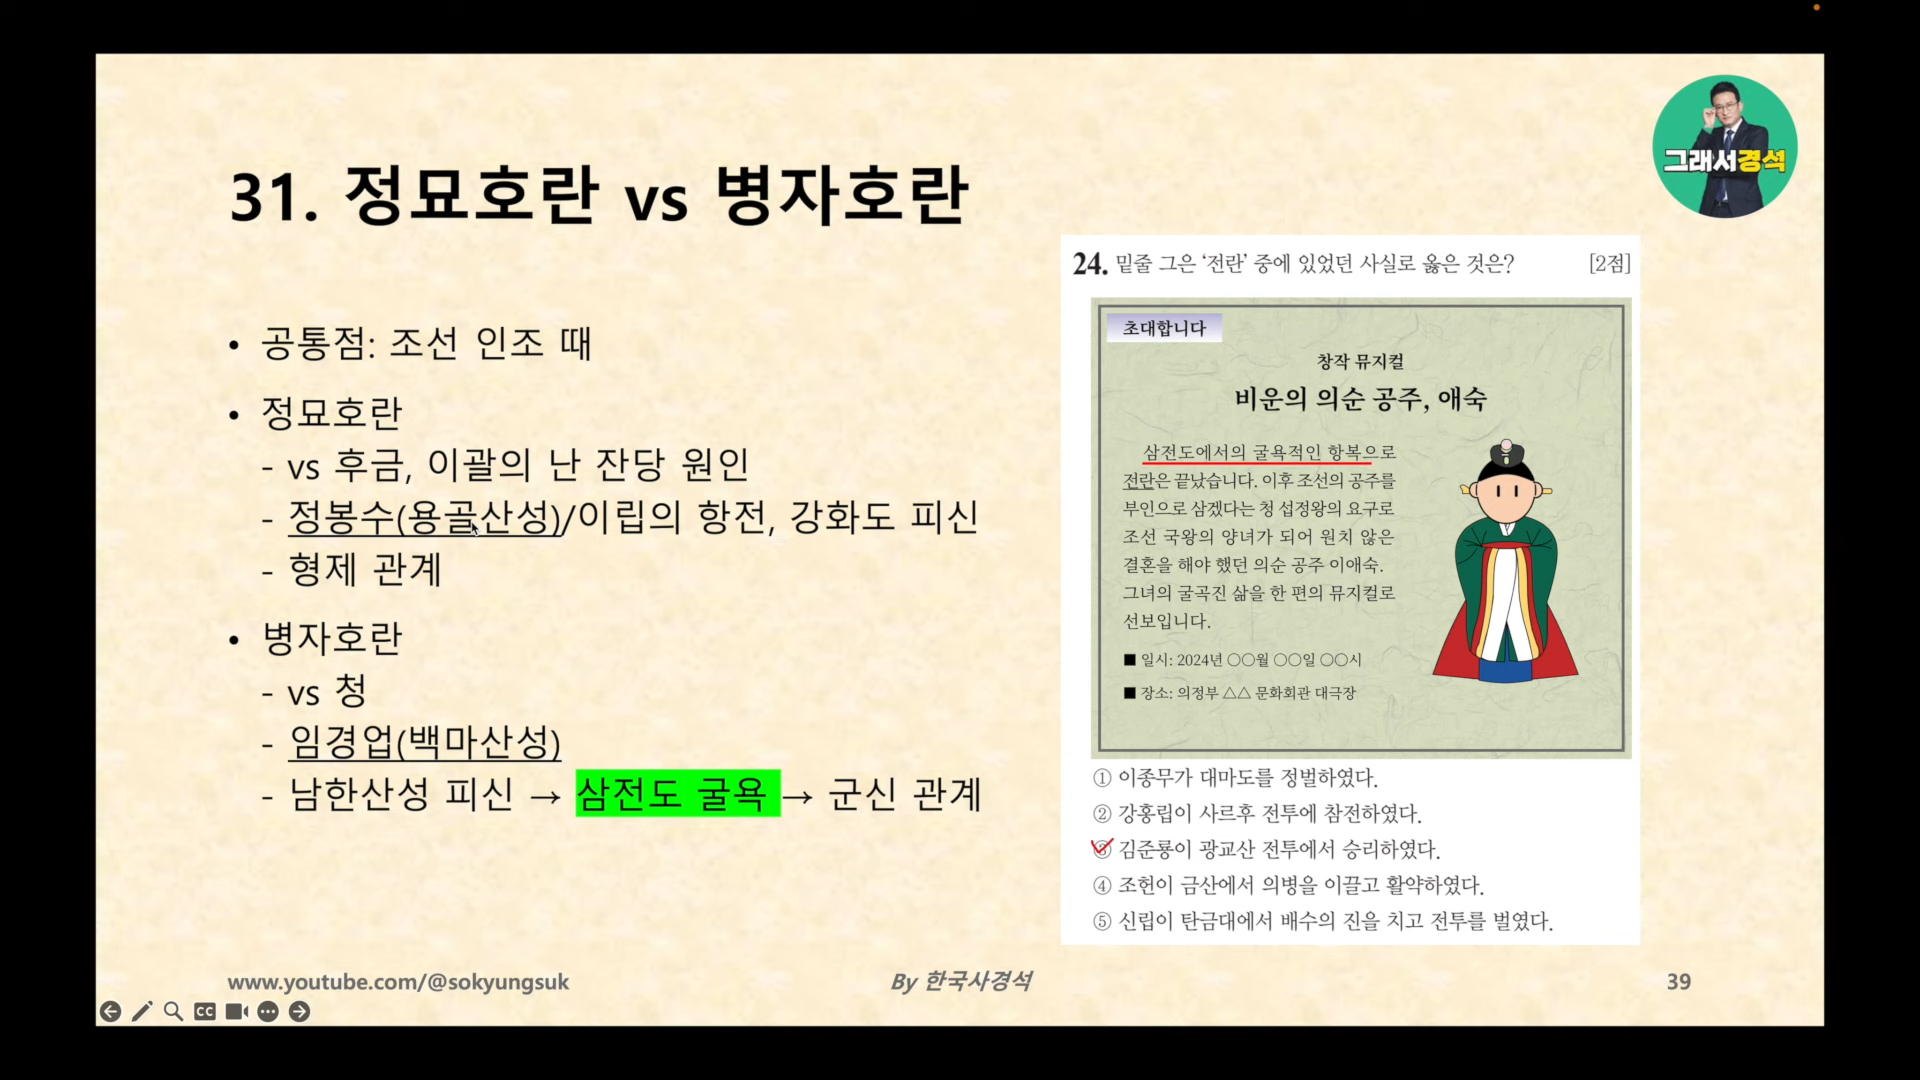 그래서경석
31. 정묘호란 vs 병자호란
• 공통점: 조선 인조 때
• 정묘호란
- vs 후금, 이괄의 난 잔당 원인
- 정봉수(용골산성)/이립의 항전, 강화도 피신
- 형제 관계
• 병자호란
- vs 청
- 임경업(백마산성)
- 남한산성 피신 → 삼전도 굴욕 → 군신 관계
24. 밑줄 그은 ‘전란’ 중에 있었던 사실로 옳은 것은? [2점]
초대합니다
창작 뮤지컬
비운의 의순 공주, 애숙
삼전도에서의 굴욕적인 항복으로
전란은 끝났습니다. 이후 조선의 공주를
부인으로 삼겠다는 청 섭정왕의 요구로
조선 국왕의 양녀가 되어 원치 않은
결혼을 해야 했던 의순 공주 이애숙.
그녀의 굴곡진 삶을 한 편의 뮤지컬로
선보입니다.
■ 일시: 2024년 ○○월 ○○일 ○○시
■ 장소: 의정부 △△ 문화회관 대극장
① 이종무가 대마도를 정벌하였다.
② 강홍립이 사르후 전투에 참전하였다.
③ 김준룡이 광교산 전투에서 승리하였다.
④ 조헌이 금산에서 의병을 이끌고 활약하였다.
⑤ 신립이 탄금대에서 배수의 진을 치고 전투를 벌였다.
www.youtube.com/@sokyungsuk
By 한국사경석
39
CC